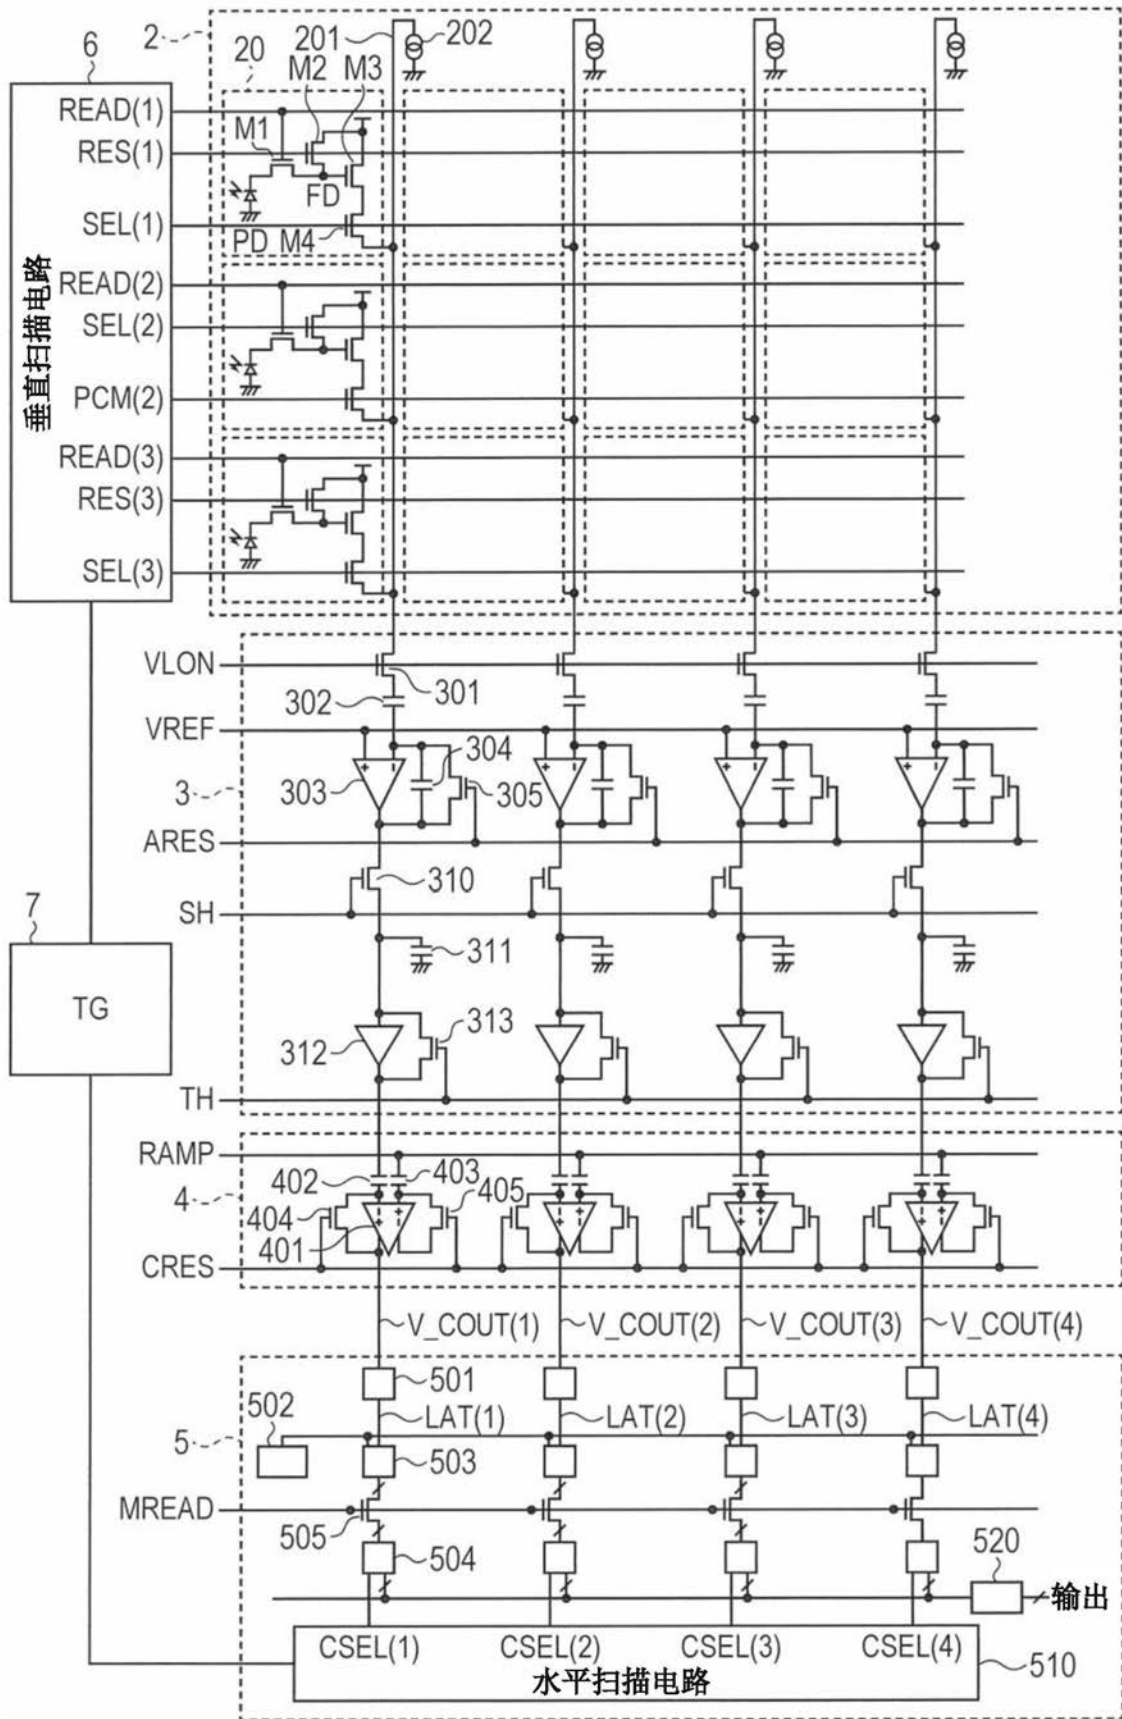 2
201
202
6
20
M2
M3
READ(1)
M1
RES(1)
FD
SEL(1)
PD
M4
垂直扫描电路
READ(2)
SEL(2)
PCM(2)
READ(3)
RES(3)
SEL(3)
VLON
301
302
VREF
304
3
303
305
ARES
310
7
SH
311
TG
313
312
TH
RAMP
402
403
4
404
405
401
CRES
V_COUT(1)
V_COUT(2)
V_COUT(3)
V_COUT(4)
501
502
LAT(1)
LAT(2)
LAT(3)
LAT(4)
5
503
MREAD
505
504
520
输出
CSEL(1)
CSEL(2)
CSEL(3)
CSEL(4)
510
水平扫描电路